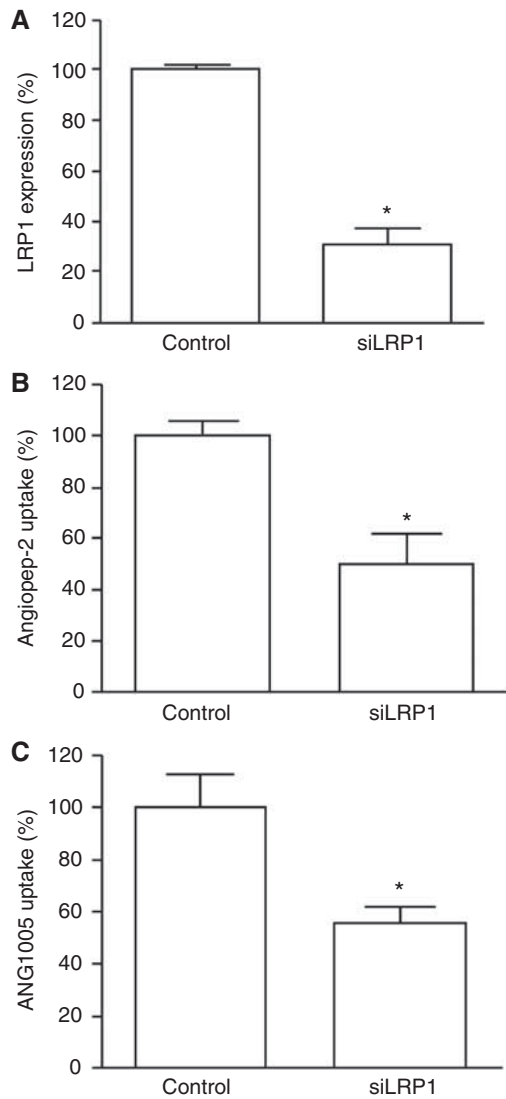 A
LRP1 expression (%)
120
100
80
60
40
20
0
*
Control siLRP1
B
Angiopep-2 uptake (%)
120
100
80
60
40
20
0
*
Control siLRP1
C
ANG1005 uptake (%)
120
100
80
60
40
20
0
*
Control siLRP1